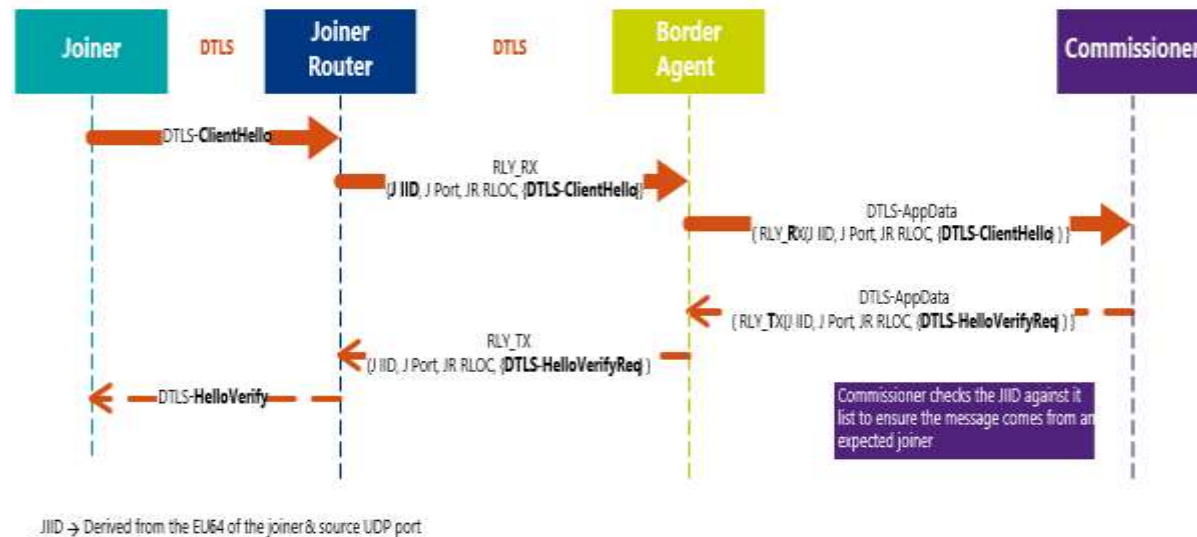 Joiner
DTLS
Joiner
Router
DTLS
Border
Agent
Commissioner
DTLS-ClientHello
RLY_RX
(J IID, J Port, JR RLOC, {DTLS-ClientHello})
DTLS-AppData
{ RLY_RX(J IID, J Port, JR RLOC, {DTLS-ClientHello} ) }
DTLS-AppData
{ RLY_TX(J IID, J Port, JR RLOC, {DTLS-HelloVerifyReq} ) }
RLY_TX
(J IID, J Port, JR RLOC, {DTLS-HelloVerifyReq} )
DTLS-HelloVerify
Commissioner checks the JIID against it
list to ensure the message comes from an
expected joiner
JIID → Derived from the EU64 of the joiner & source UDP port